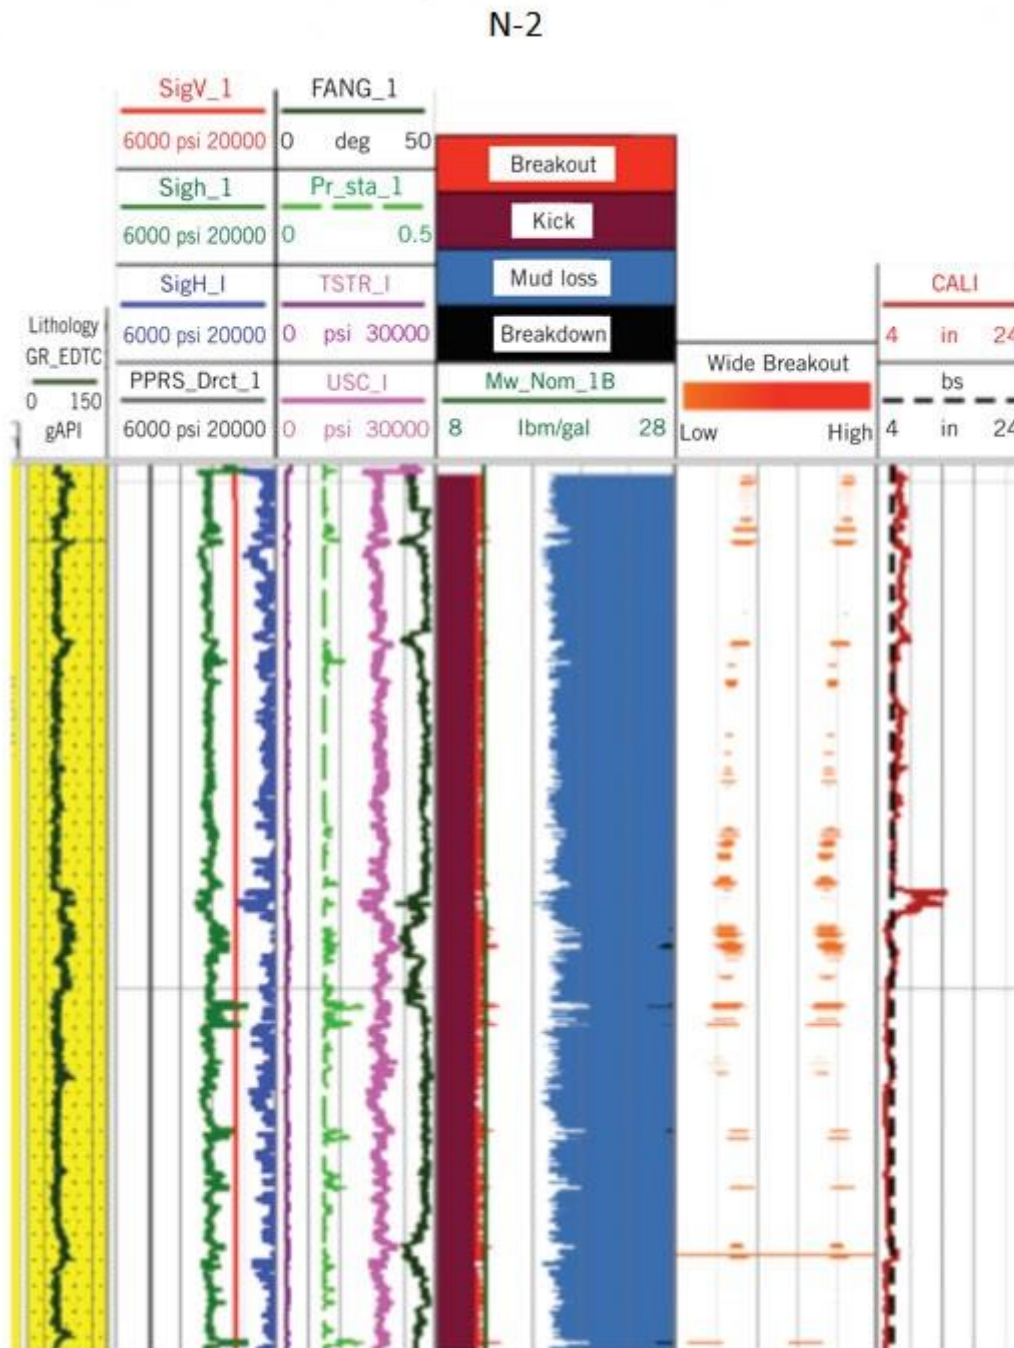 N-2
SigV_1
6000 psi 20000
Sigh_1
6000 psi 20000
SigH_I
6000 psi 20000
PPRS_Drct_1
6000 psi 20000
FANG_1
0 deg 50
Pr_sta_1
0 0.5
TSTR_I
0 psi 30000
USC_I
0 psi 30000
Breakout
Kick
Mud loss
Breakdown
Mw_Nom_1B
8 lbm/gal 28
Wide Breakout
Low High
CALI
4 in 24
bs
4 in 24
Lithology
GR_EDTC
0 150
gAPI